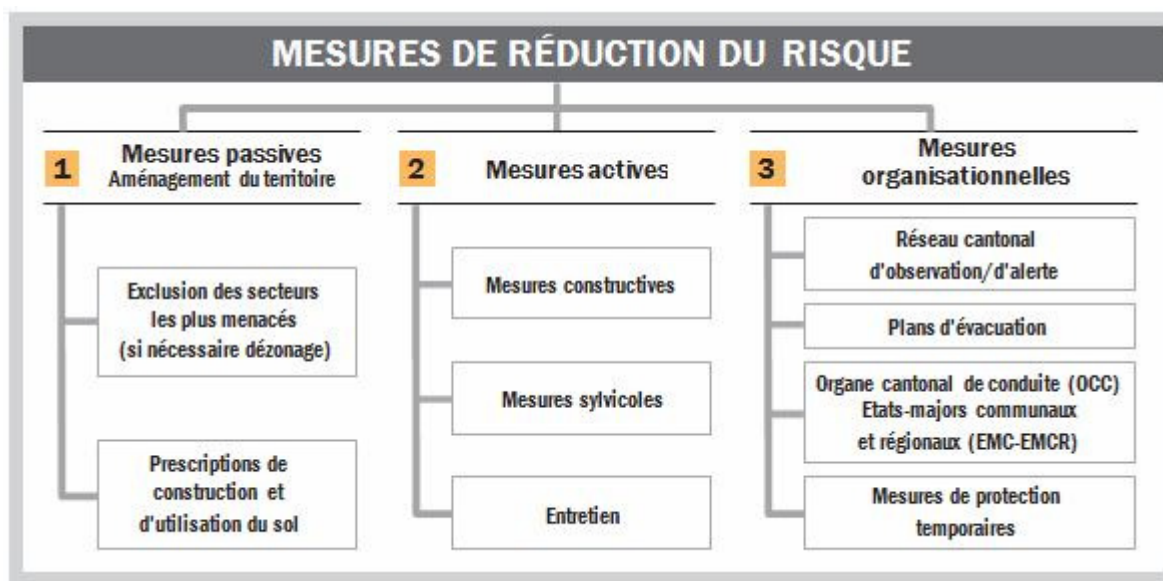 MESURES DE RÉDUCTION DU RISQUE
1
Mesures passives
Aménagement du territoire
Exclusion des secteurs
les plus menacés
(si nécessaire dézonage)
Prescriptions de
construction et
d'utilisation du sol
2
Mesures actives
Mesures constructives
Mesures sylvicoles
Entretien
3
Mesures
organisationnelles
Réseau cantonal
d'observation/d'alerte
Plans d'évacuation
Organe cantonal de conduite (OCC)
Etats-majors communaux
et régionaux (EMC-EMCR)
Mesures de protection
temporaires